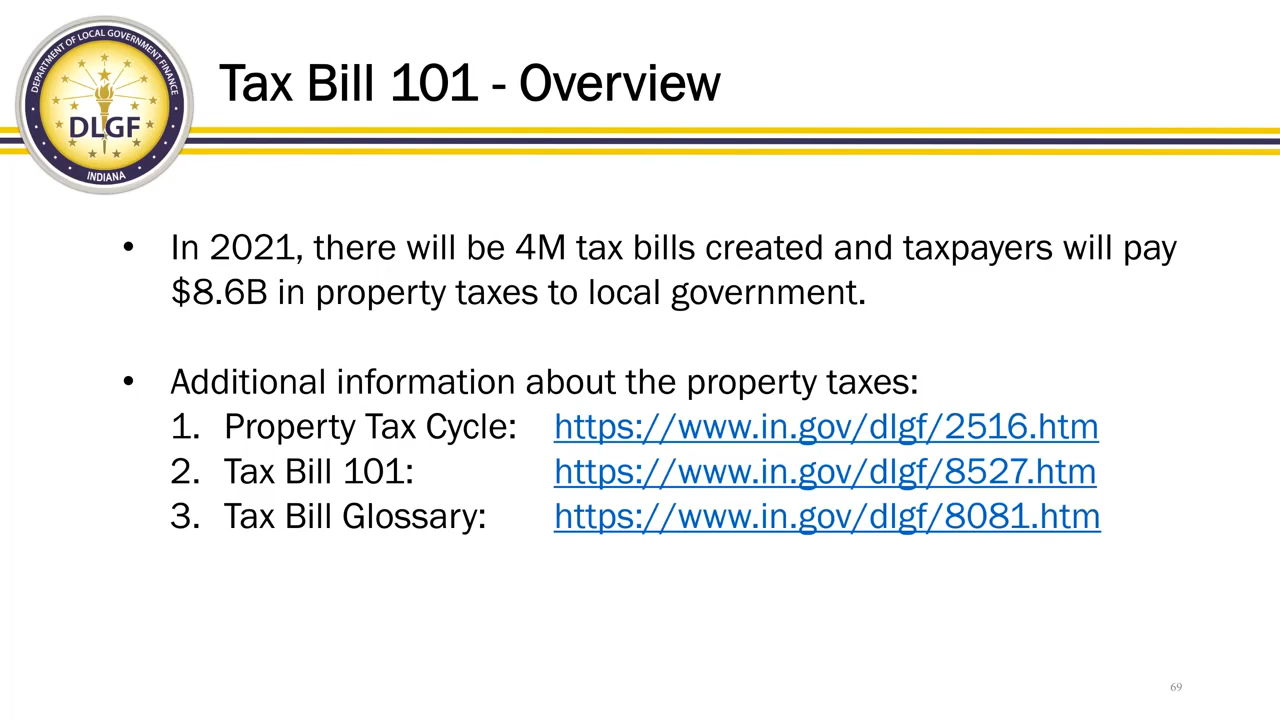 DEPARTMENT OF LOCAL GOVERNMENT FINANCE
DLGF
INDIANA
Tax Bill 101 - Overview
• In 2021, there will be 4M tax bills created and taxpayers will pay
$8.6B in property taxes to local government.
• Additional information about the property taxes:
1. Property Tax Cycle: https://www.in.gov/dlgf/2516.htm
2. Tax Bill 101: https://www.in.gov/dlgf/8527.htm
3. Tax Bill Glossary: https://www.in.gov/dlgf/8081.htm
69